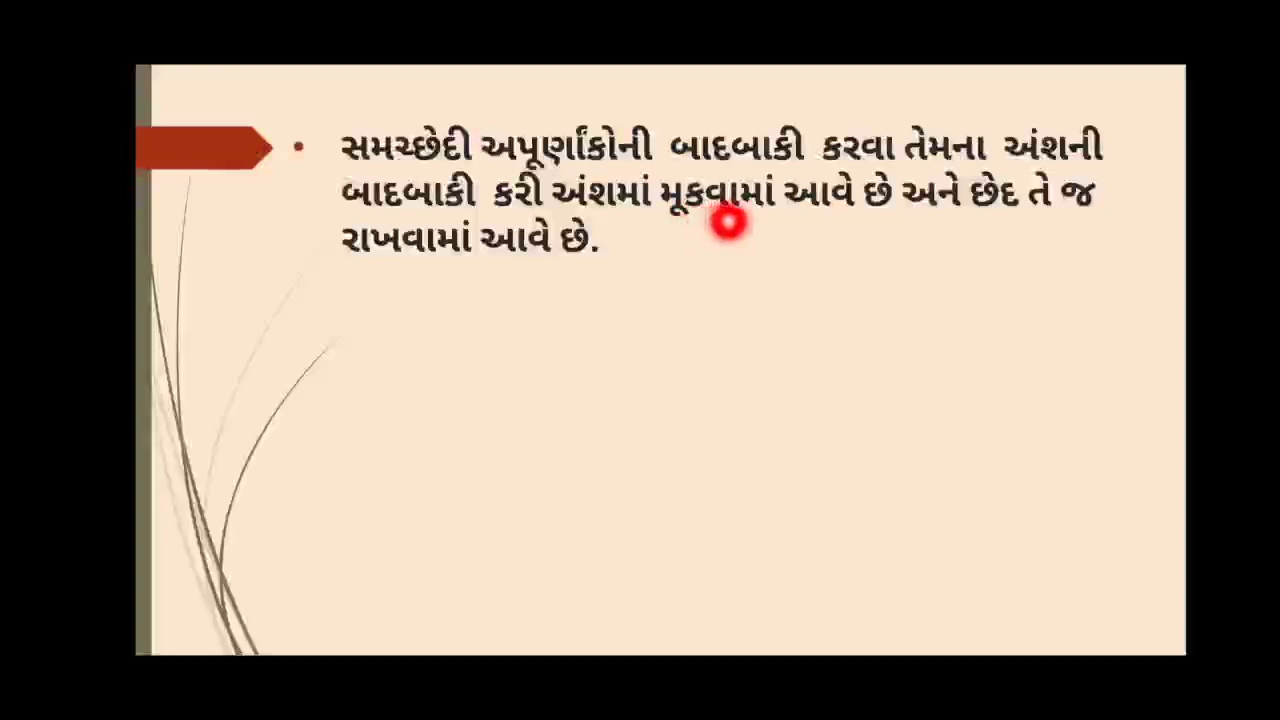 • સમચ્છેદી અપૂર્ણાંકોની બાદબાકી કરવા તેમના અંશની
બાદબાકી કરી અંશમાં મૂકવામાં આવે છે અને છેદ તે જ
રાખવામાં આવે છે.